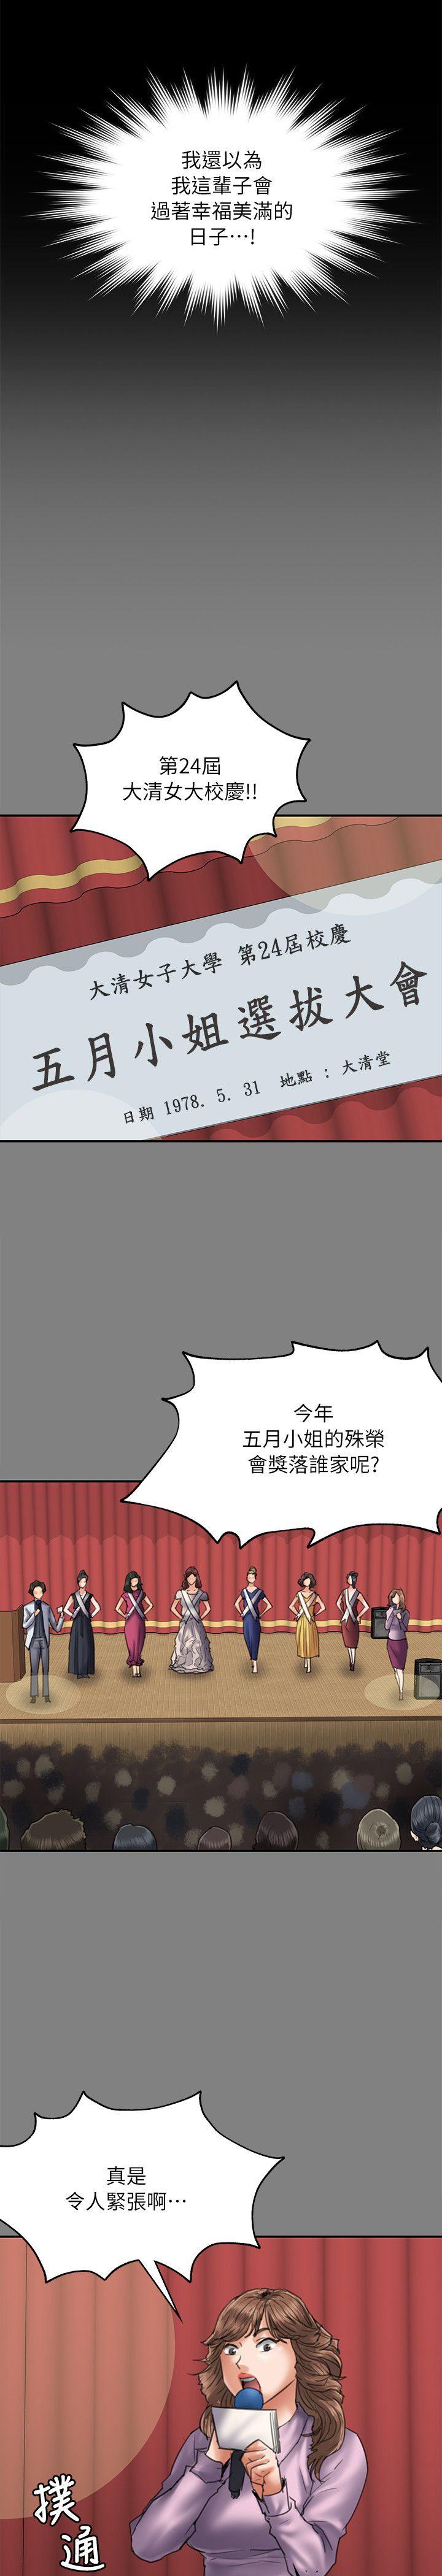 我還以為
我這輩子會
過著幸福美滿的
日子…!
第24屆
大清女大校慶!!
大清女子大學 第24屆校慶
五月小姐選拔大會
日期 1978. 5. 31 地點 : 大清堂
今年
五月小姐的殊榮
會獎落誰家呢?
真是
令人緊張啊…
撲
通